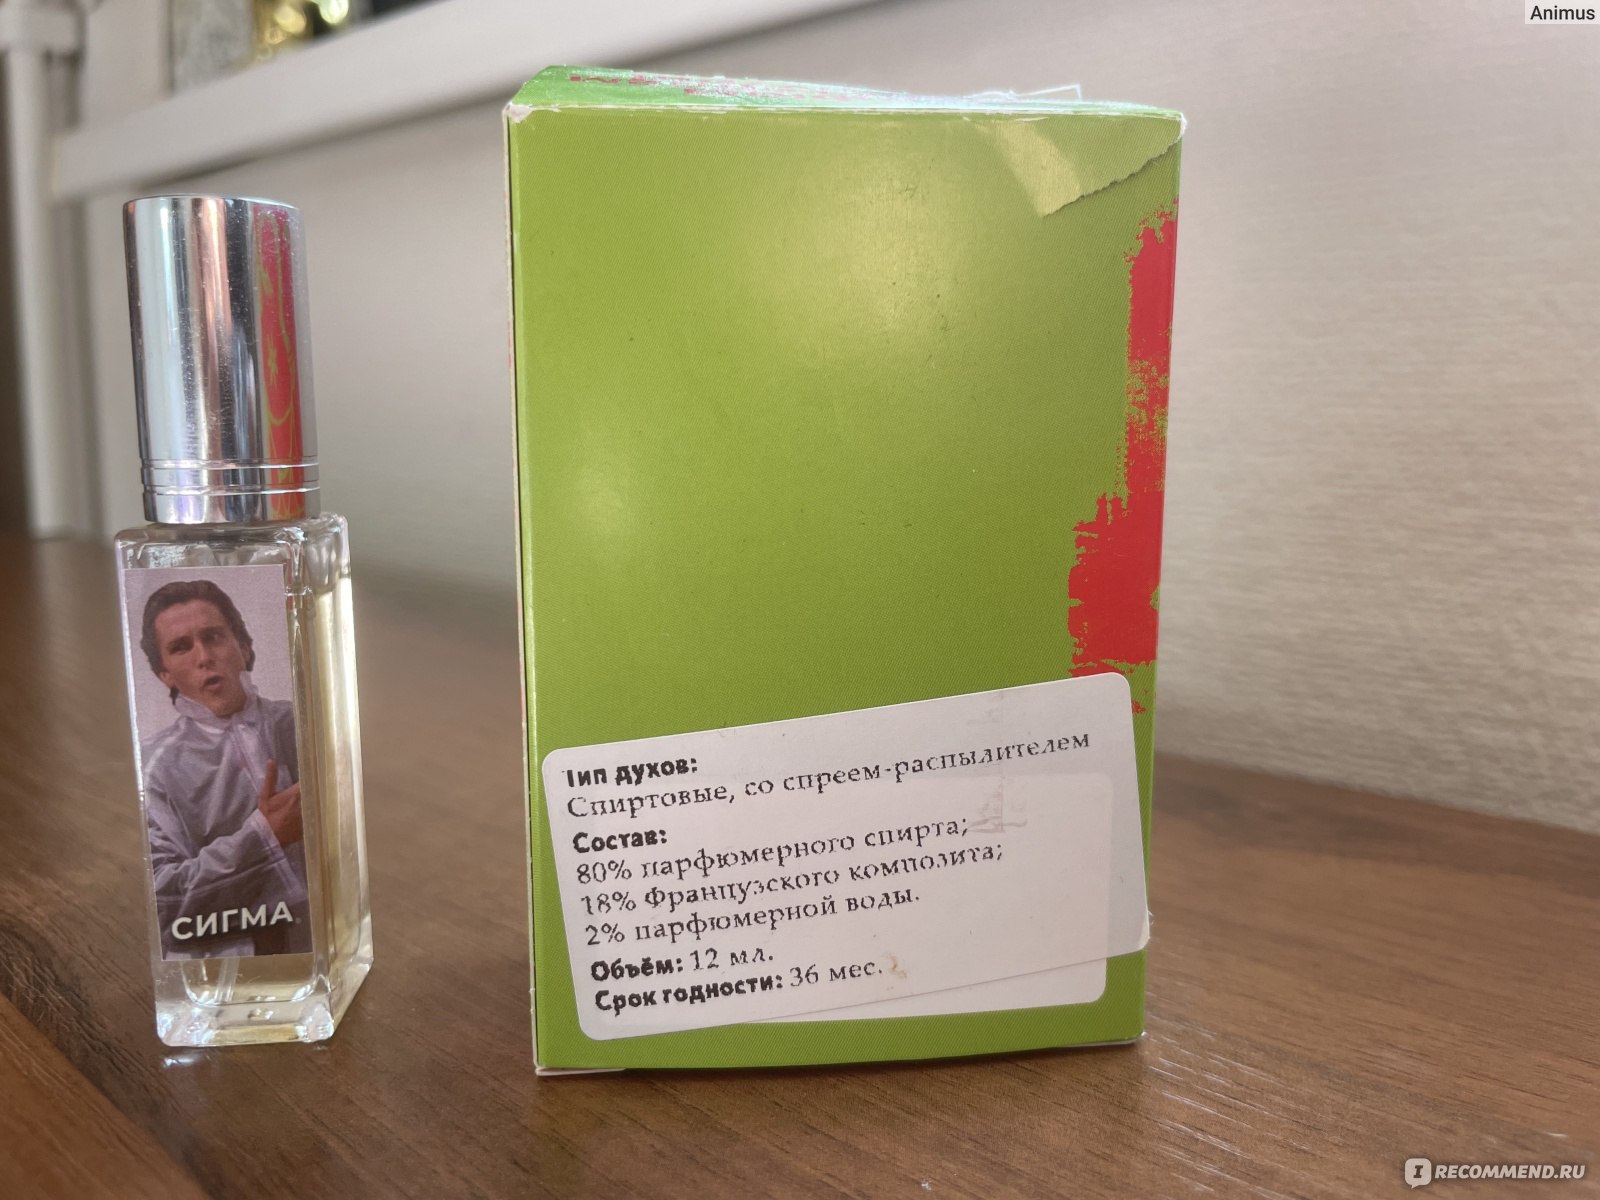 Animus
СИГМА
Тип духов:
Спиртовые, со спреем-распылителем
Состав:
80% парфюмерного спирта;
18% Французского композита;
2% парфюмерной воды.
Объём: 12 мл.
Срок годности: 36 мес.
IRECOMMEND.RU